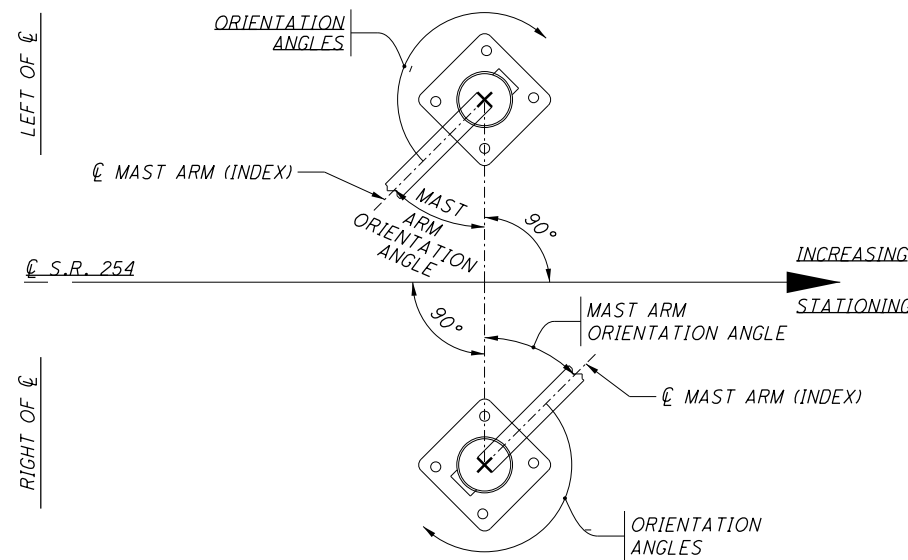 ORIENTATION
ANGLES
LEFT OF ℄
℄ MAST ARM (INDEX)
MAST
ARM
ORIENTATION
ANGLE
90°
℄ S.R. 254
INCREASING
STATIONING
90°
MAST ARM
ORIENTATION ANGLE
℄ MAST ARM (INDEX)
RIGHT OF ℄
ORIENTATION
ANGLES